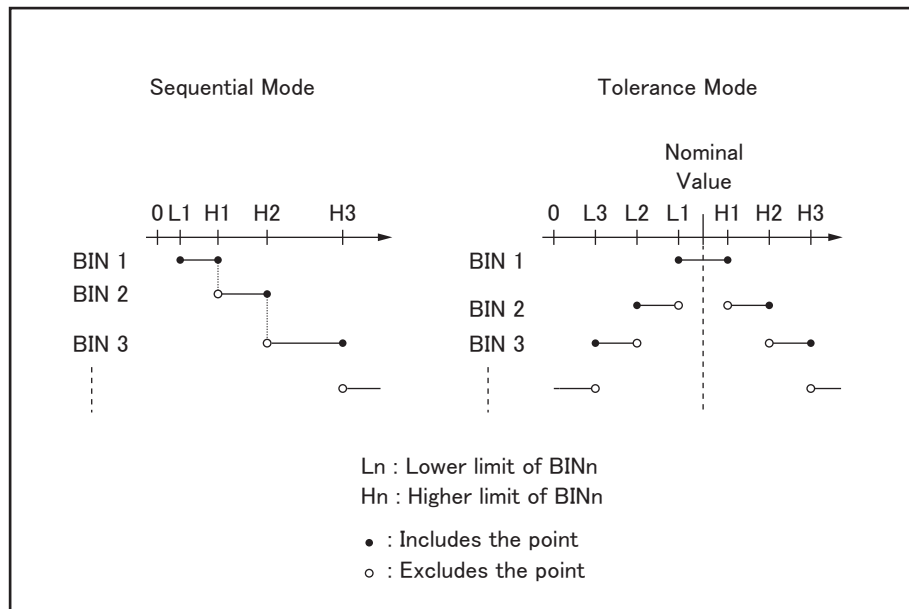 Sequential Mode
Tolerance Mode
Nominal
Value
0 L1 H1 H2 H3
0 L3 L2 L1 H1 H2 H3
BIN 1
BIN 2
BIN 3
BIN 1
BIN 2
BIN 3
Ln : Lower limit of BINn
Hn : Higher limit of BINn
: Includes the point
: Excludes the point